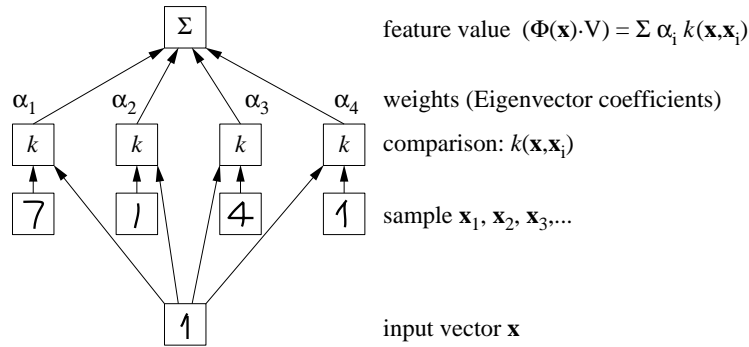 Σ feature value (Φ(x)·V) = Σ αᵢ k(x,xᵢ)
α₁ α₂ α₃ α₄ weights (Eigenvector coefficients)
k k k k comparison: k(x,xᵢ)
7 1 4 1 sample x₁, x₂, x₃,...
1 input vector x